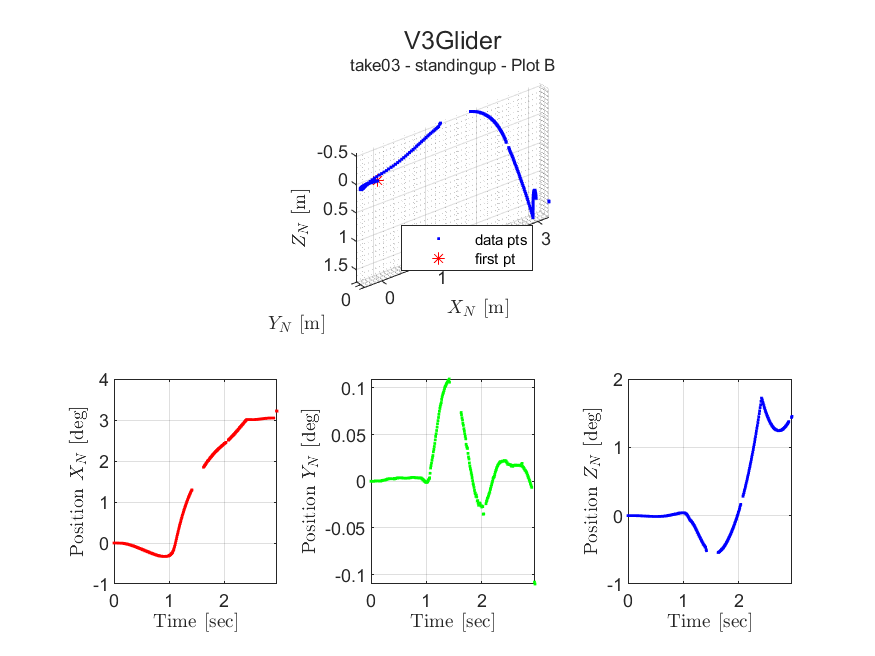 V3Glider
take03 - standingup - Plot B
-0.5
0
0.5
1
1.5
Z_N [m]
0
Y_N [m]
0
1
3
X_N [m]
data pts
first pt
4
3
2
1
0
-1
Position X_N [deg]
0 1 2
Time [sec]
0.1
0.05
0
-0.05
-0.1
Position Y_N [deg]
0 1 2
Time [sec]
2
1
0
-1
Position Z_N [deg]
0 1 2
Time [sec]